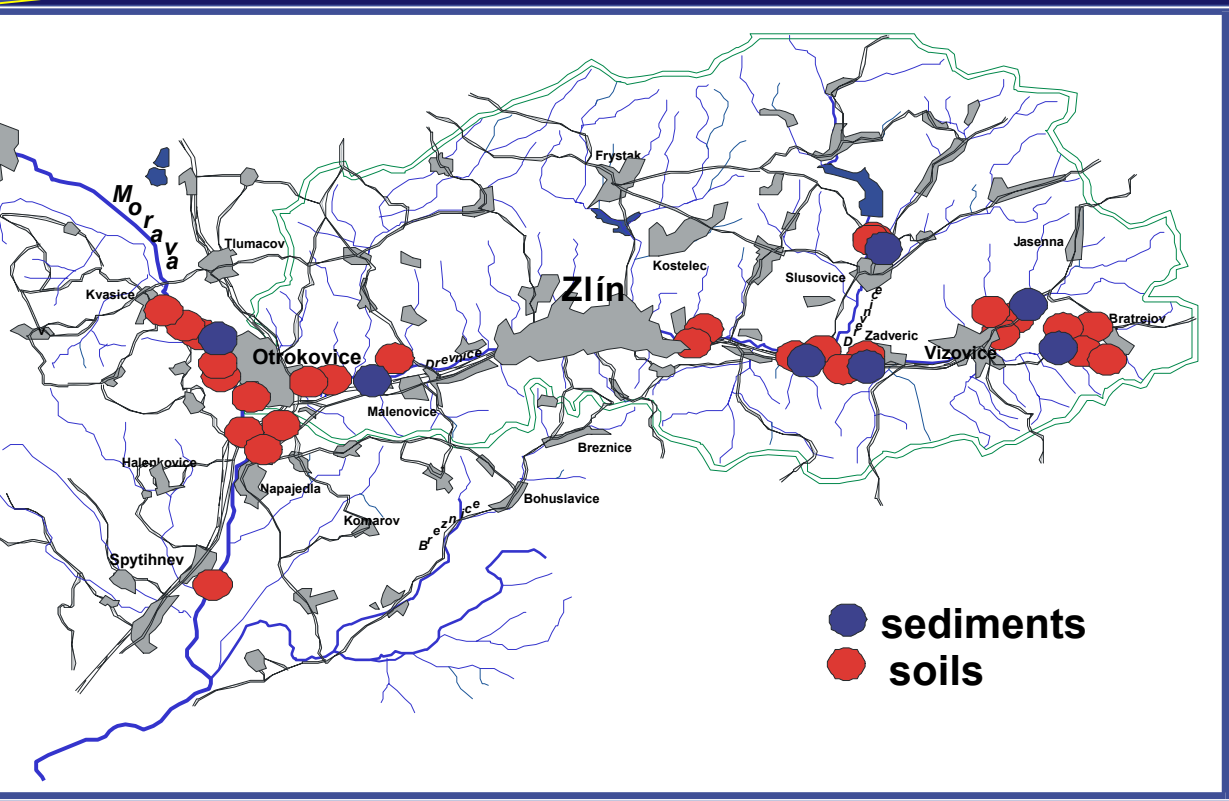 Frystak
Morava
Tlumacov
Jasenna
Kostelec
Slusovice
Kvasice
Zlín
Drevnice
Bratrejov
Zadveric
Vizovice
Otrokovice
Drevnice
Malenovice
Breznice
Halenkovice
Napajedla
Bohuslavice
Komarov
Breznice
Spytihnev
sediments
soils